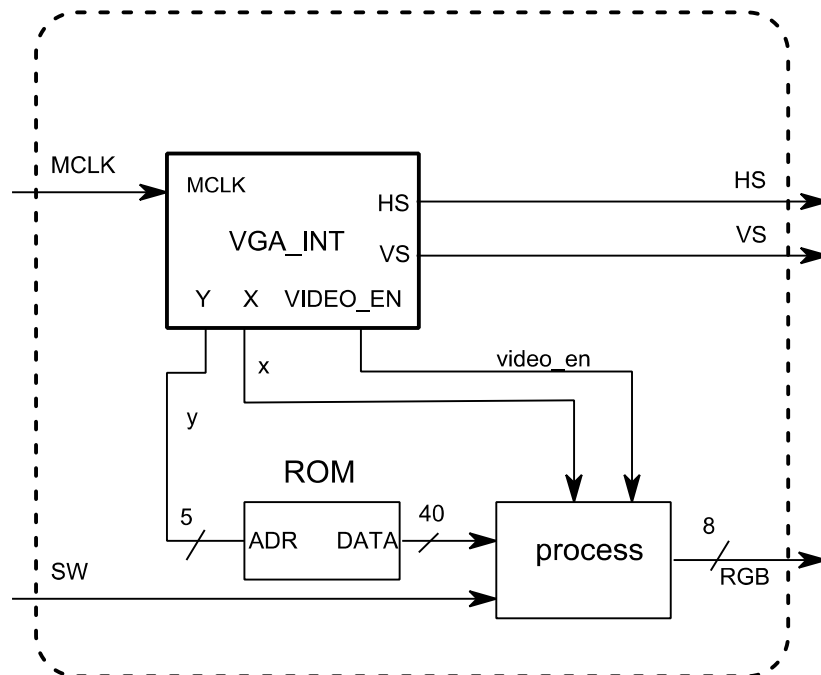 MCLK
HS
MCLK
HS
VS
VGA_INT
VS
Y X VIDEO_EN
x
video_en
y
ROM
5
40
8
ADR DATA
process
SW
RGB